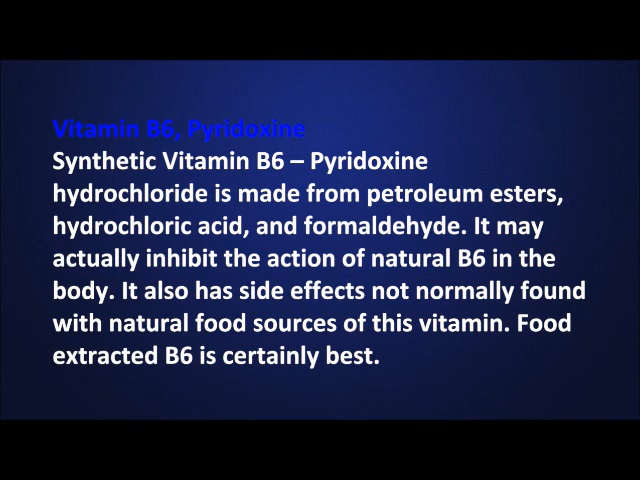 Vitamin B6, Pyridoxine
Synthetic Vitamin B6 – Pyridoxine
hydrochloride is made from petroleum esters,
hydrochloric acid, and formaldehyde. It may
actually inhibit the action of natural B6 in the
body. It also has side effects not normally found
with natural food sources of this vitamin. Food
extracted B6 is certainly best.